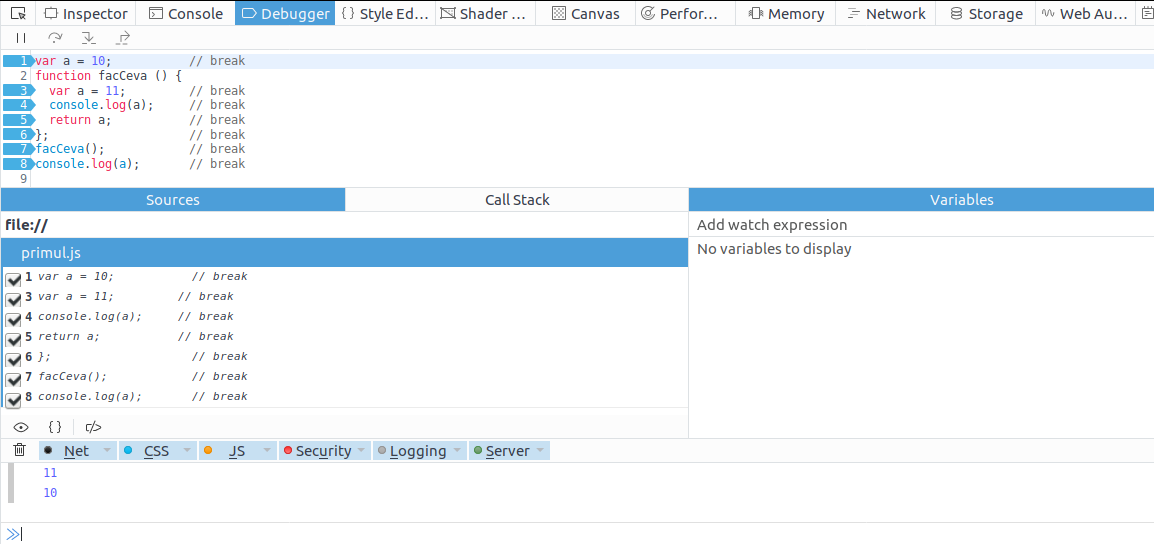 Inspector Console Debugger Style Ed... Shader ... Canvas Perfor... Memory Network Storage Web Au...
1 var a = 10; // break
2 function facCeva () {
3 var a = 11; // break
4 console.log(a); // break
5 return a; // break
6 }; // break
7 facCeva(); // break
8 console.log(a); // break
9
Sources Call Stack Variables
file:// Add watch expression
primul.js No variables to display
1 var a = 10; // break
3 var a = 11; // break
4 console.log(a); // break
5 return a; // break
6 }; // break
7 facCeva(); // break
8 console.log(a); // break
Net CSS JS Security Logging Server
11
10